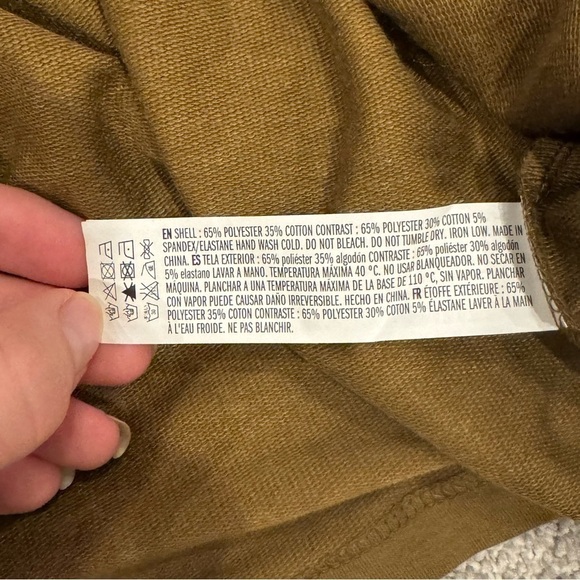 EN SHELL : 65% POLYESTER 35% COTTON CONTRAST : 65% POLYESTER 30% COTTON 5%
SPANDEX/ELASTANE HAND WASH COLD. DO NOT BLEACH. DO NOT TUMBLE DRY. IRON LOW. MADE IN
CHINA. ES TELA EXTERIOR : 65% poliéster 35% algodón CONTRASTE : 65% poliéster 30% algodón
5% elastano LAVAR A MANO. TEMPERATURA MÁXIMA 40 °C. NO USAR BLANQUEADOR. NO SECAR EN
MÁQUINA. PLANCHAR A UNA TEMPERATURA MÁXIMA DE LA BASE DE 110 °C, SIN VAPOR. PLANCHAR
CON VAPOR PUEDE CAUSAR DAÑO IRREVERSIBLE. HECHO EN CHINA. FR ÉTOFFE EXTÉRIEURE : 65%
POLYESTER 35% COTON CONTRASTE : 65% POLYESTER 30% COTON 5% ÉLASTANE LAVER À LA MAIN
À L'EAU FROIDE. NE PAS BLANCHIR.